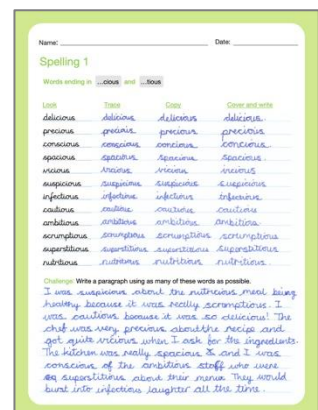 Name: Date:
Spelling 1
Words ending in ...cious and ...tious
Look Trace Copy Cover and write
delicious delicious delicious delicious
precious precious precious precious
conscious conscious concious concious
spacious spacious spacious spacious
vicious vicious vicious vicious
suspicious suspicious suspicious suspicious
infectious infectious infectious infectious
cautious cautious cautious cautious
ambitious ambitious ambitious ambitious
scrumptious scrumptious scrumptious scrumptious
superstitious superstitious superstitious superstitious
nutritious nutritious nutritious nutritious
Challenge: Write a paragraph using as many of these words as possible.
I was suspicious about the nutricious meal being
healthy because it was really scromptious. I
was cautious because it was so delicious! The
chef was very precious about the recipe and
got quite vicious when I ask for the ingredients.
The kitchen was really spacious and I was
conscious of the ambitious staff who were
superstitious about their menu. They would
burst into infectious laughter all the time.